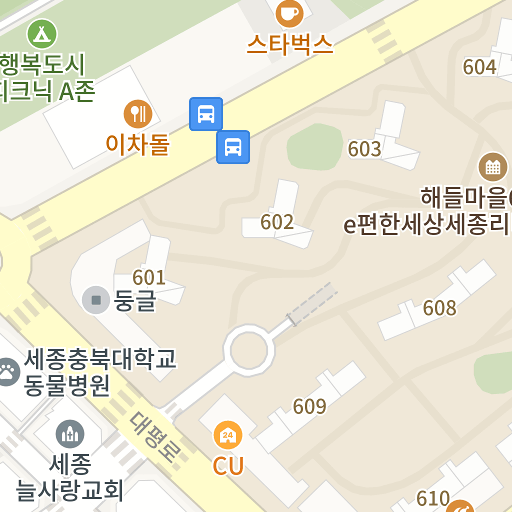 스타벅스
행복도시
피크닉 A존
604
이차돌
603
해들마을6
e편한세상세종리
602
601
둥글
608
세종충북대학교
동물병원
609
대평로
24
CU
세종
늘사랑교회
610